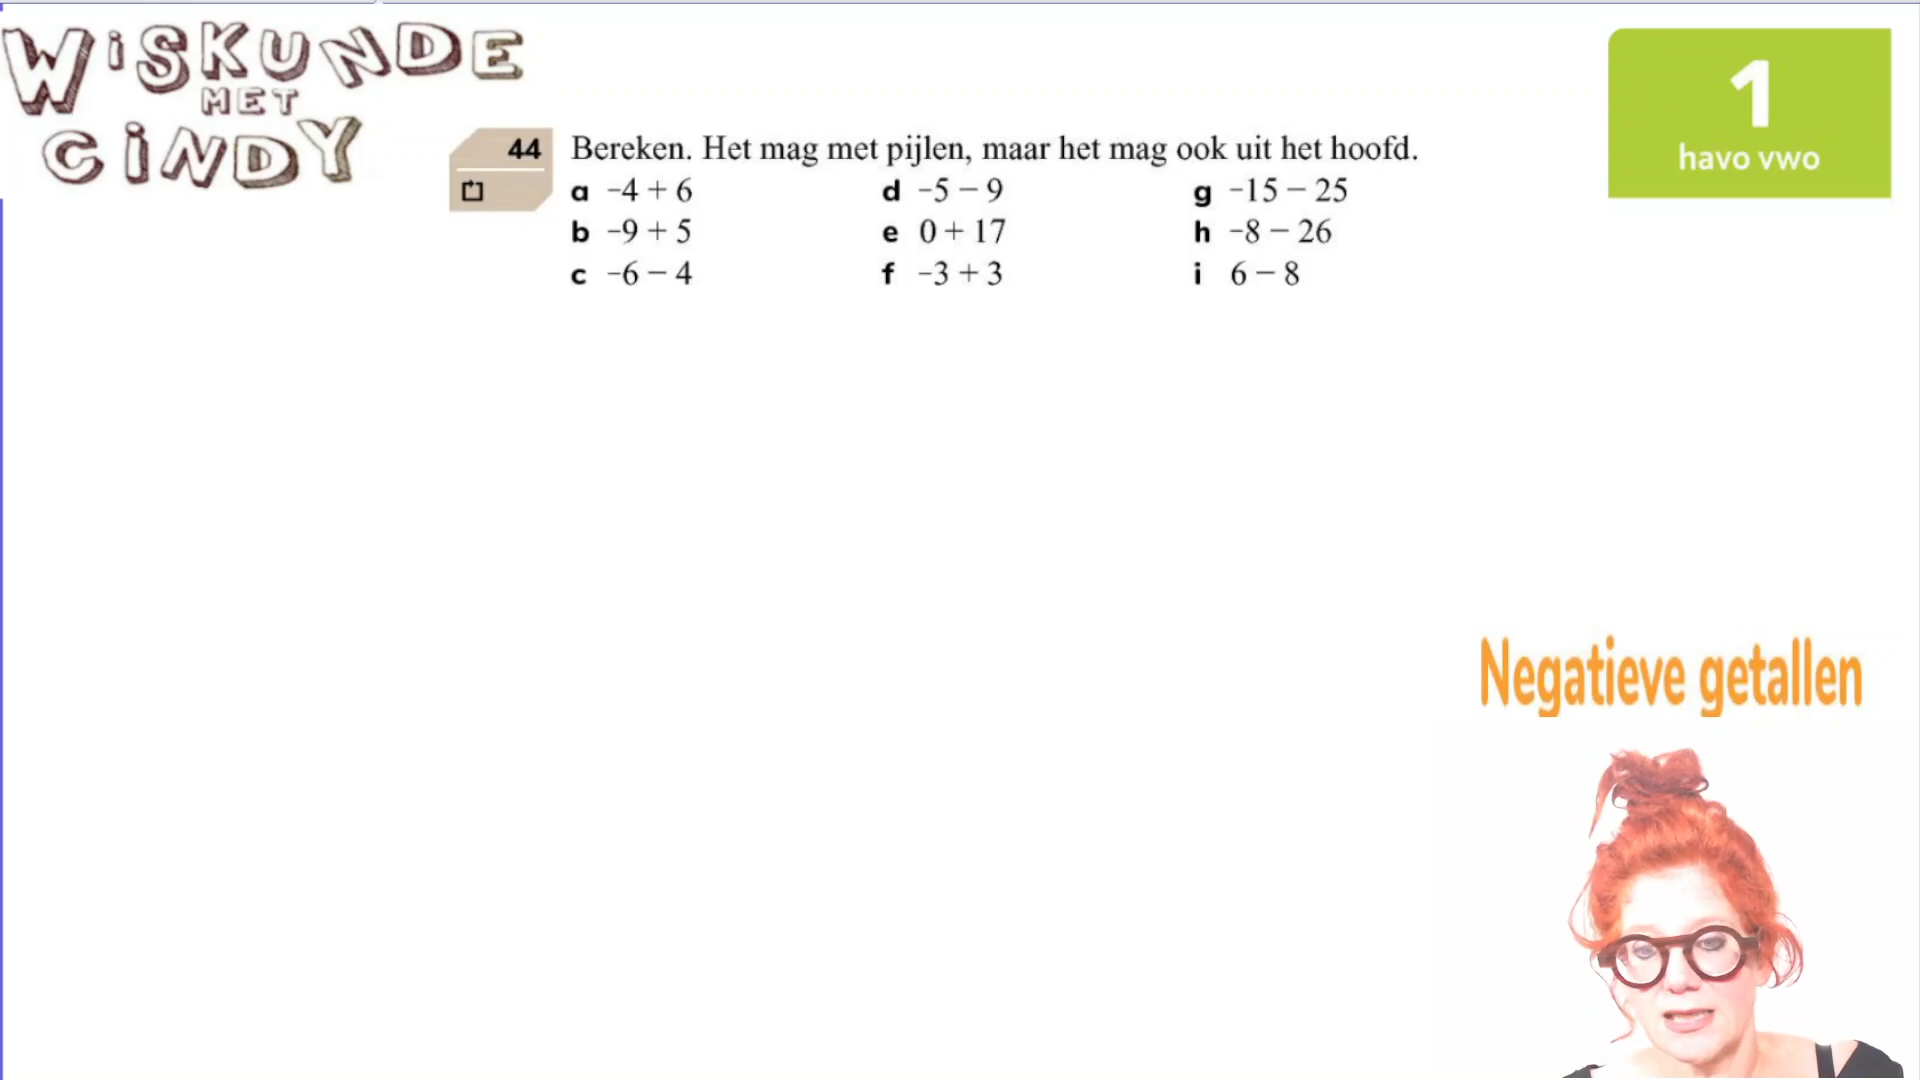 WiSKUNDE
MET
CiNDY
1
havo vwo
44 Bereken. Het mag met pijlen, maar het mag ook uit het hoofd.
a -4 + 6 d -5 − 9 g -15 − 25
b -9 + 5 e 0 + 17 h -8 − 26
c -6 − 4 f -3 + 3 i 6 − 8
Negatieve getallen